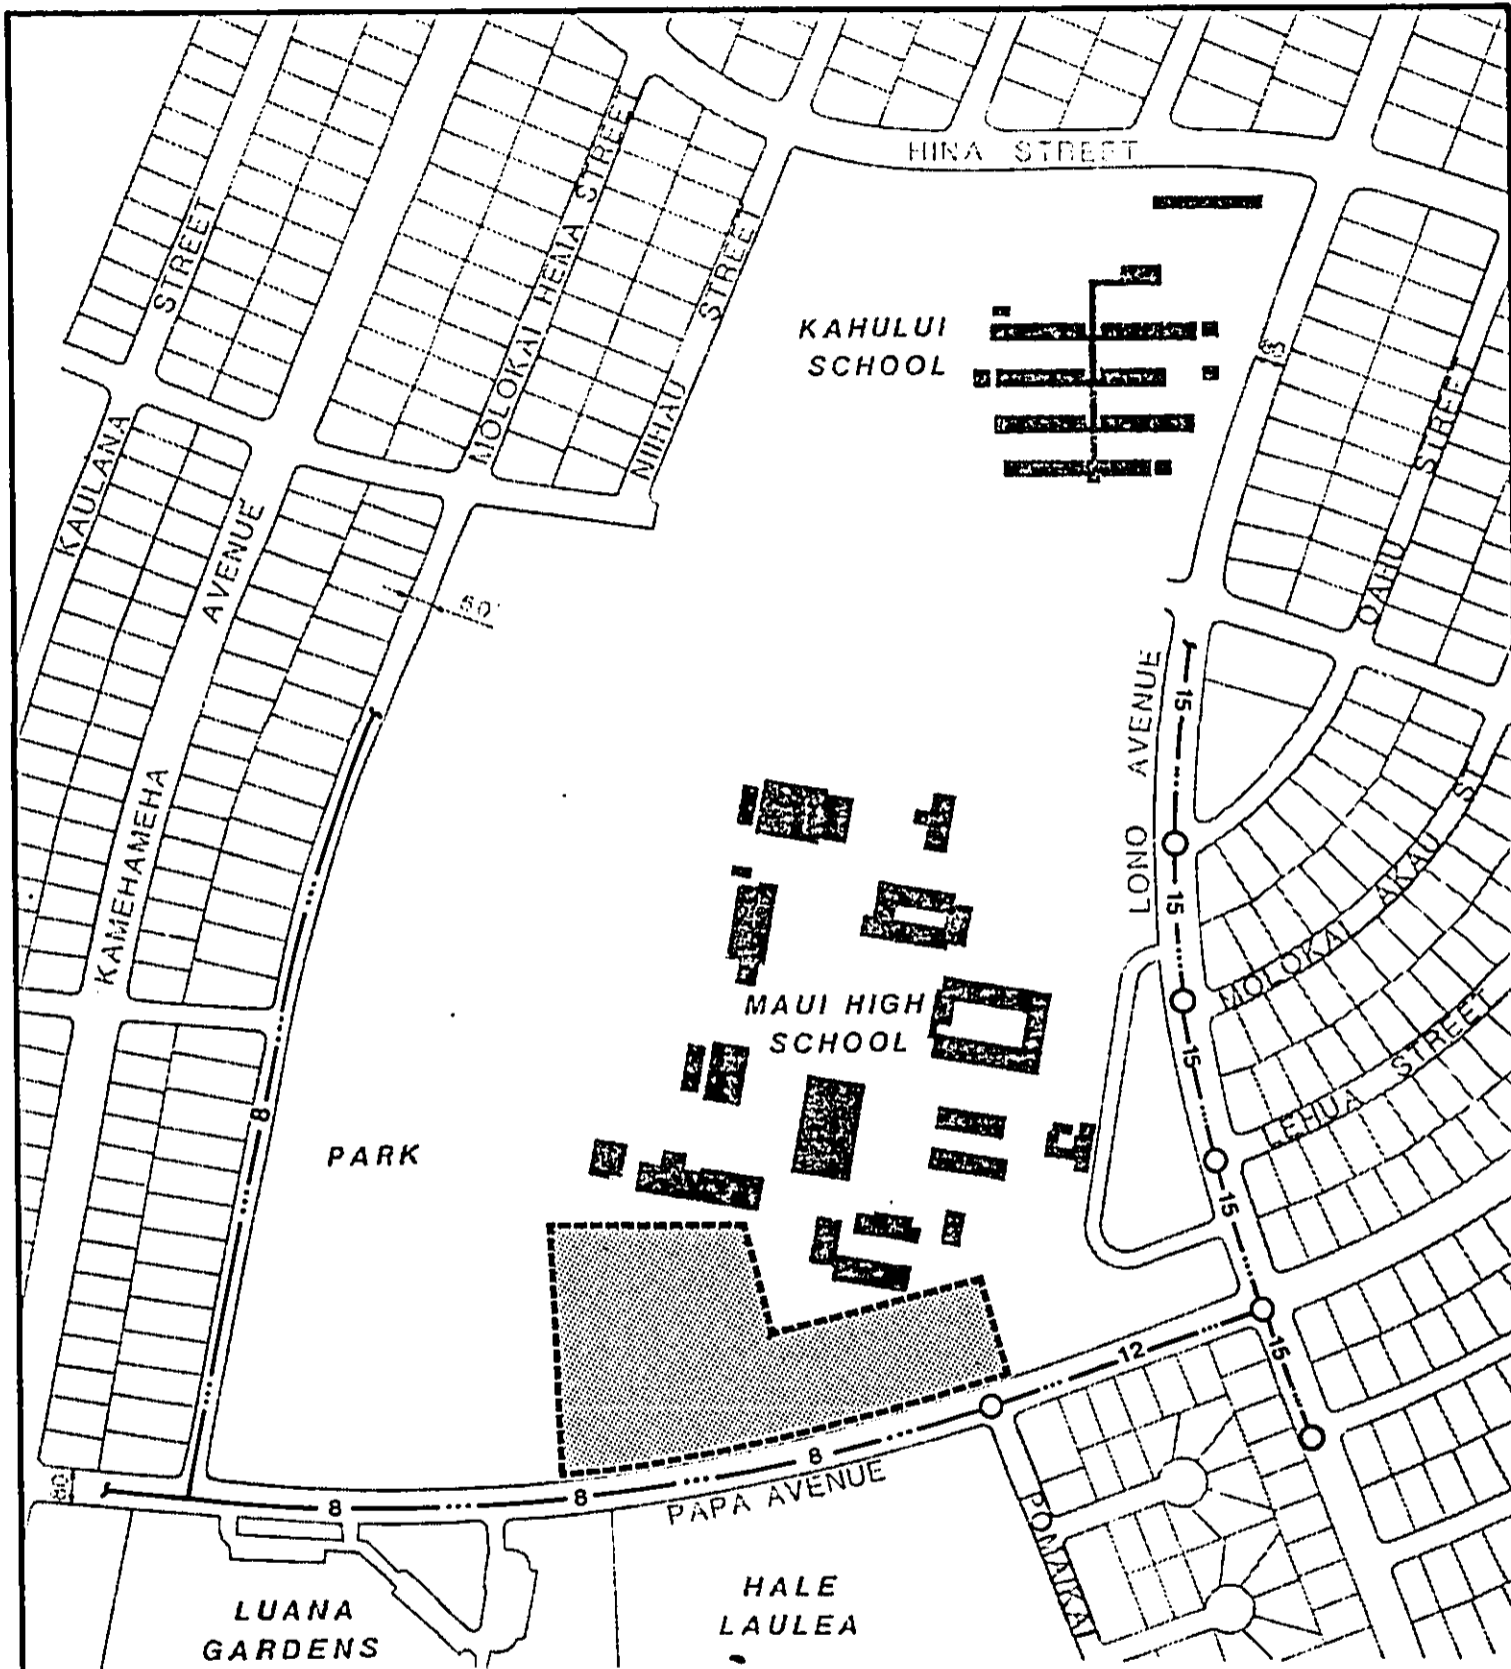 HINA STREET
STREET
MOLOKAI HEMA STREET
NIIHAU STREET
KAHULUI
SCHOOL
KAULANA
KAMEHAMEHA AVENUE
50'
OAHU STREET
LONO AVENUE
15
15
15
15
15
MOLOKAI AKAU ST
LEHUA STREET
MAUI HIGH
SCHOOL
PARK
8
12
8
8
8
80
PAPA AVENUE
POMAIKAI
LUANA
GARDENS
HALE
LAULEA